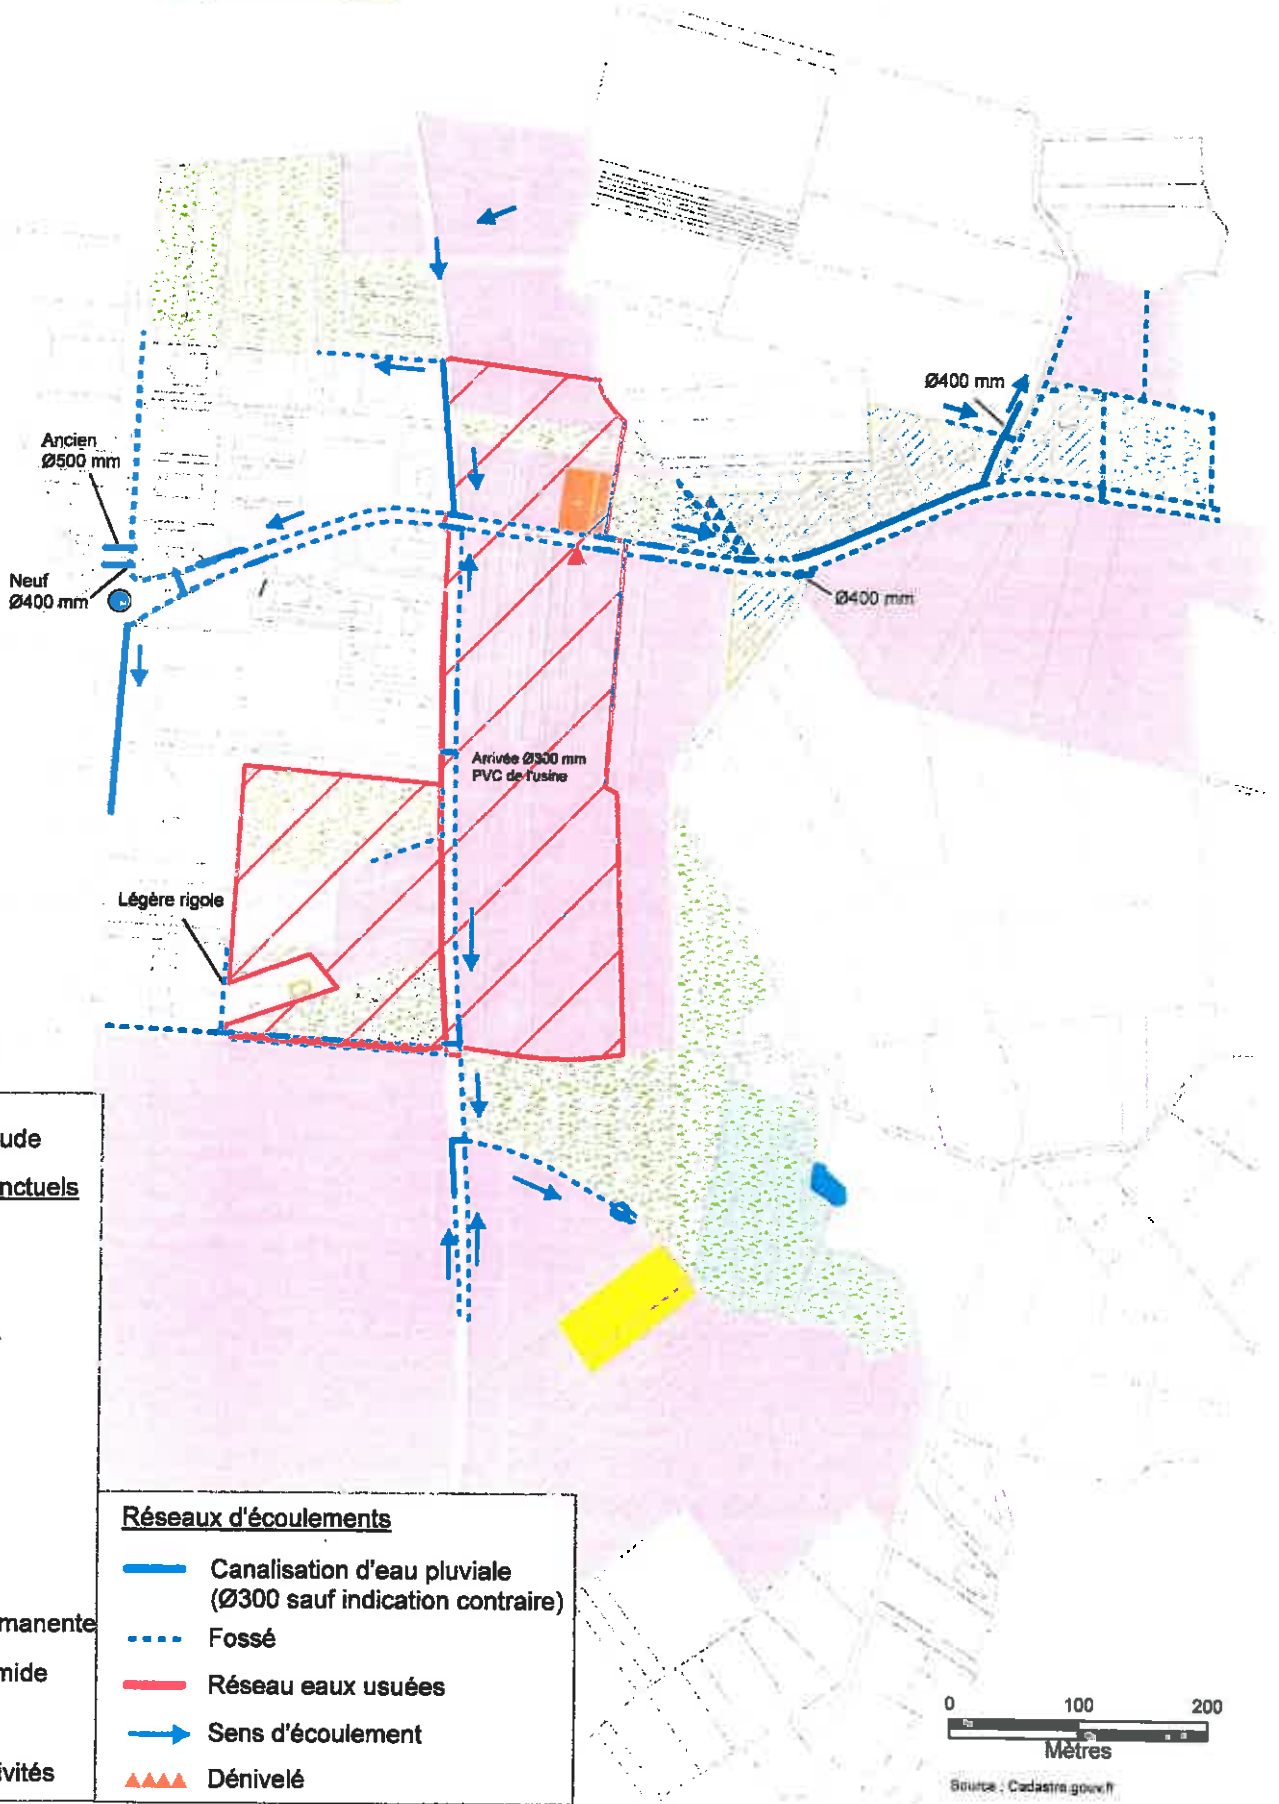 Ø400 mm
Ancien
Ø500 mm
Neuf
Ø400 mm
Ø400 mm
Arrivée Ø300 mm
PVC de l'usine
Légère rigole
ude
nctuels
manente
mide
ivités
Réseaux d'écoulements
Canalisation d'eau pluviale
(Ø300 sauf indication contraire)
Fossé
Réseau eaux usuées
Sens d'écoulement
Dénivelé
0 100 200
Mètres
Source : Cadastre.gouv.fr